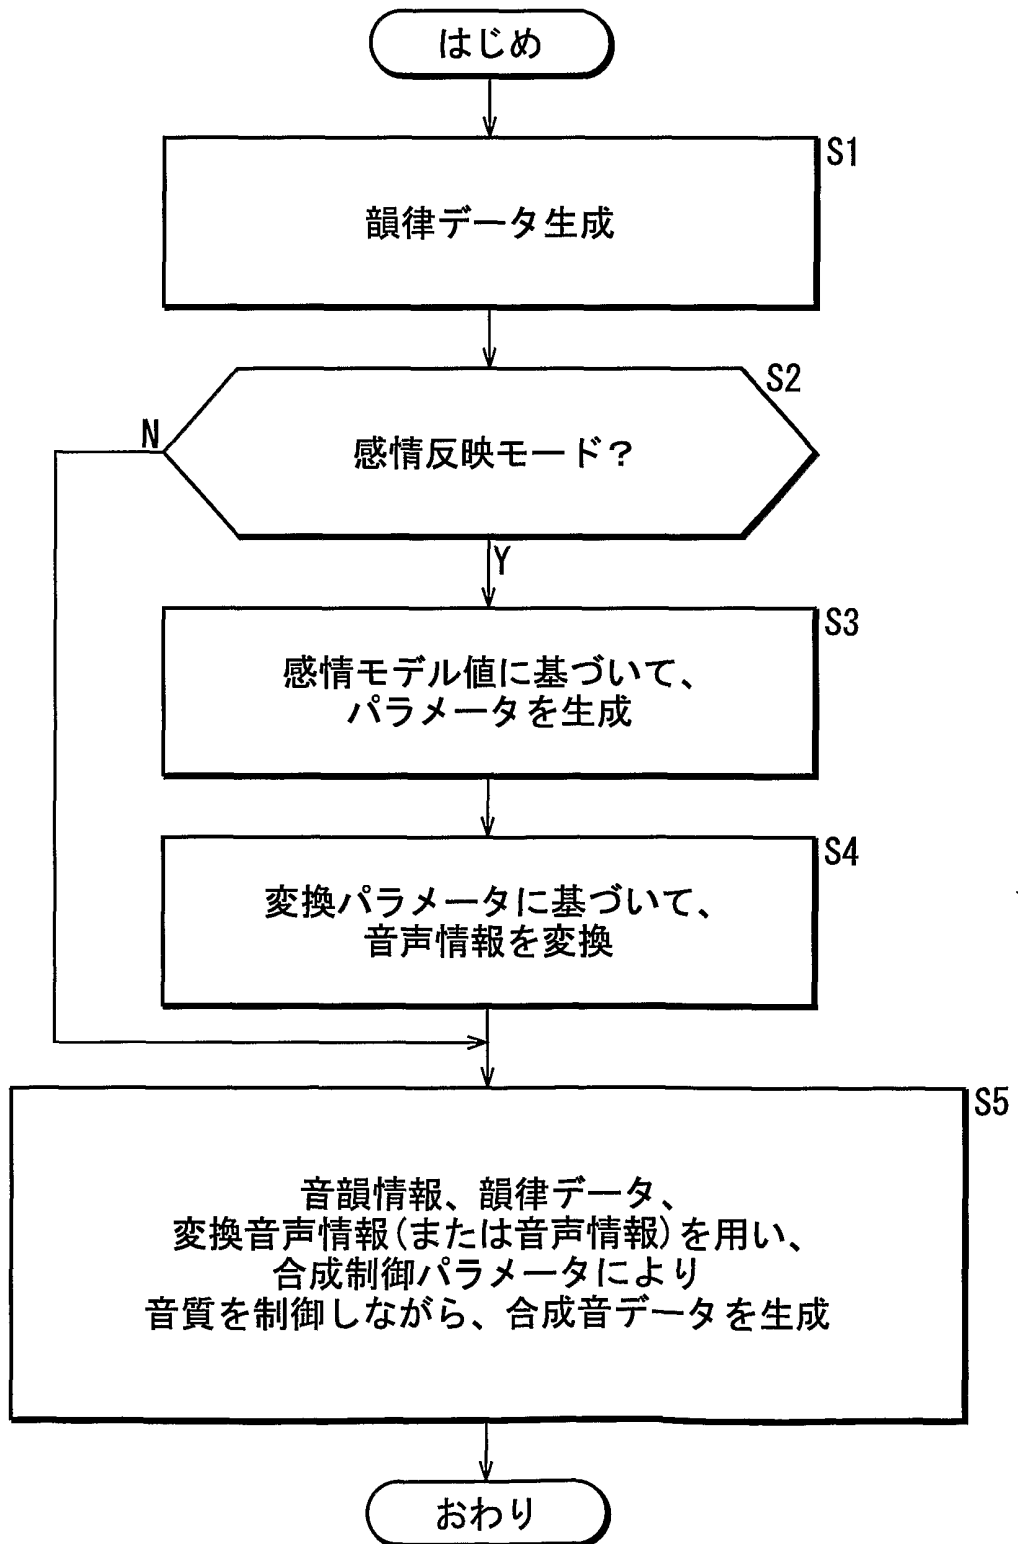 はじめ
S1
韻律データ生成
S2
感情反映モード？
N
Y
S3
感情モデル値に基づいて、
パラメータを生成
S4
変換パラメータに基づいて、
音声情報を変換
S5
音韻情報、韻律データ、
変換音声情報（または音声情報）を用い、
合成制御パラメータにより
音質を制御しながら、合成音データを生成
おわり